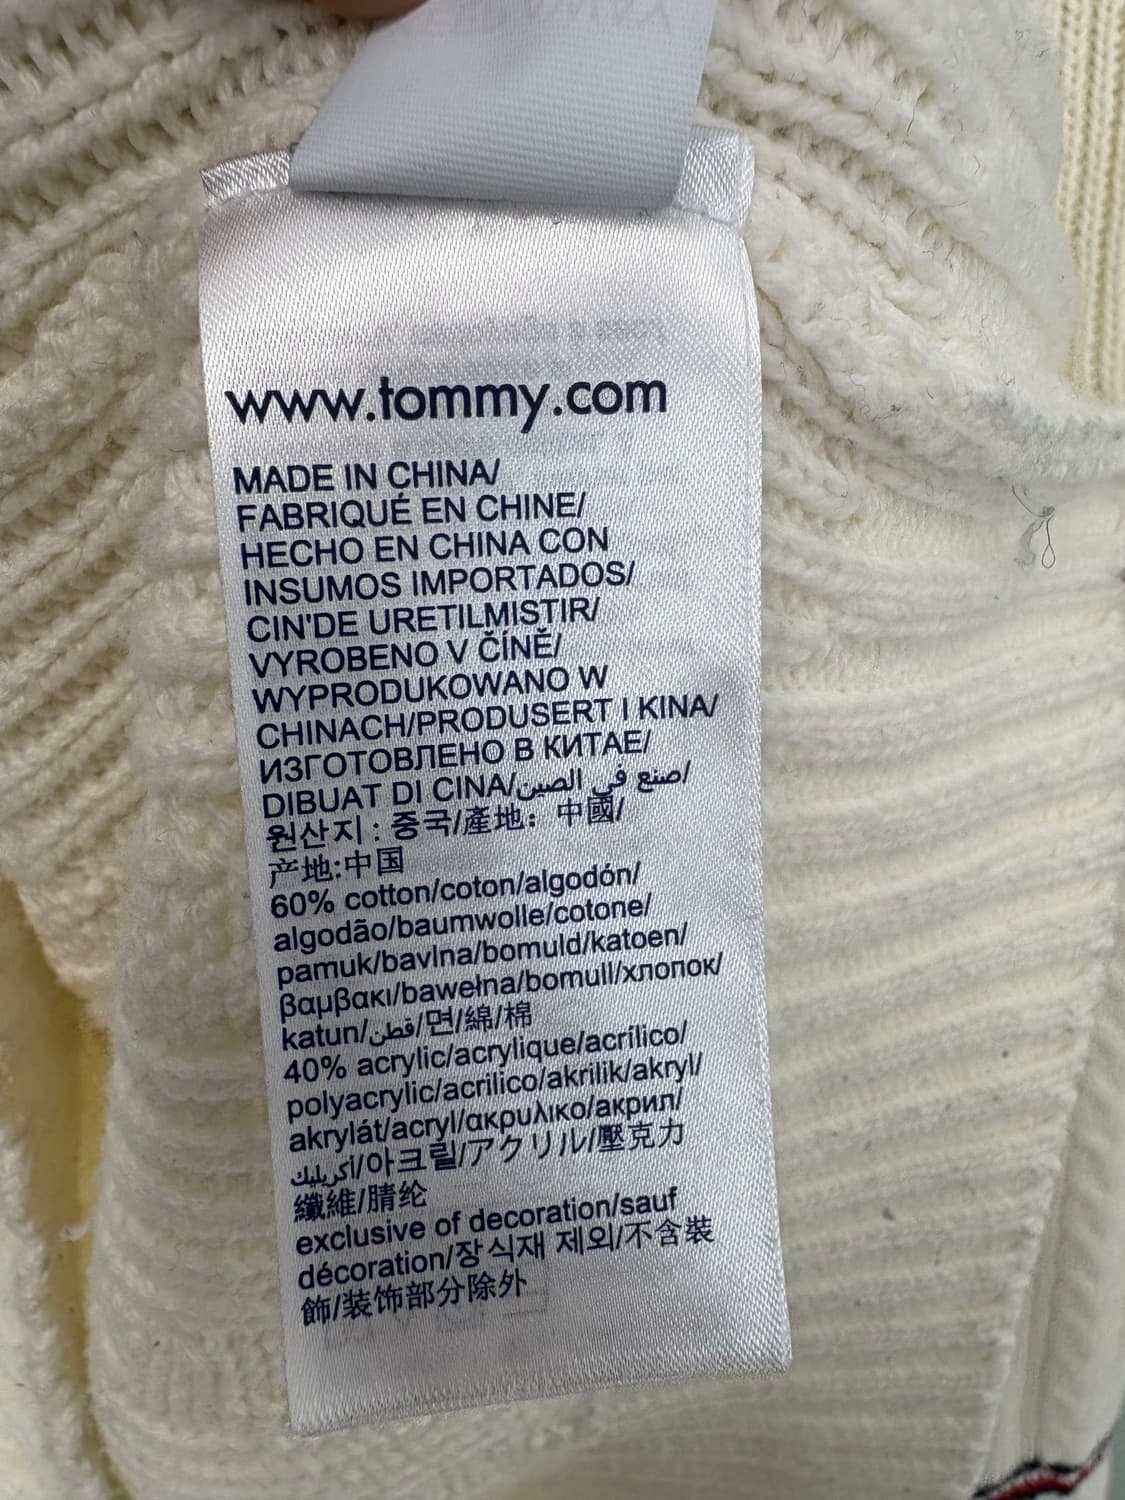 www.tommy.com
MADE IN CHINA/
FABRIQUÉ EN CHINE/
HECHO EN CHINA CON
INSUMOS IMPORTADOS/
CIN'DE URETILMISTIR/
VYROBENO V ČÍNĚ/
WYPRODUKOWANO W
CHINACH/PRODUSERT I KINA/
ИЗГОТОВЛЕНО В КИТАЕ/
DIBUAT DI CINA/صنع في الصين/
원산지 : 중국/產地：中國/
产地:中国
60% cotton/coton/algodón/
algodão/baumwolle/cotone/
pamuk/bavlna/bomuld/katoen/
βαμβακι/bawełna/bomull/хлопок/
katun/قطن/면/綿/棉
40% acrylic/acrylique/acrílico/
polyacrylic/acrilico/akrilik/akryl/
akrylát/acryl/ακρυλικο/акрил/
أكريليك/아크릴/アクリル/壓克力
纖維/腈纶
exclusive of decoration/sauf
décoration/장식재 제외/不含裝
飾/装饰部分除外